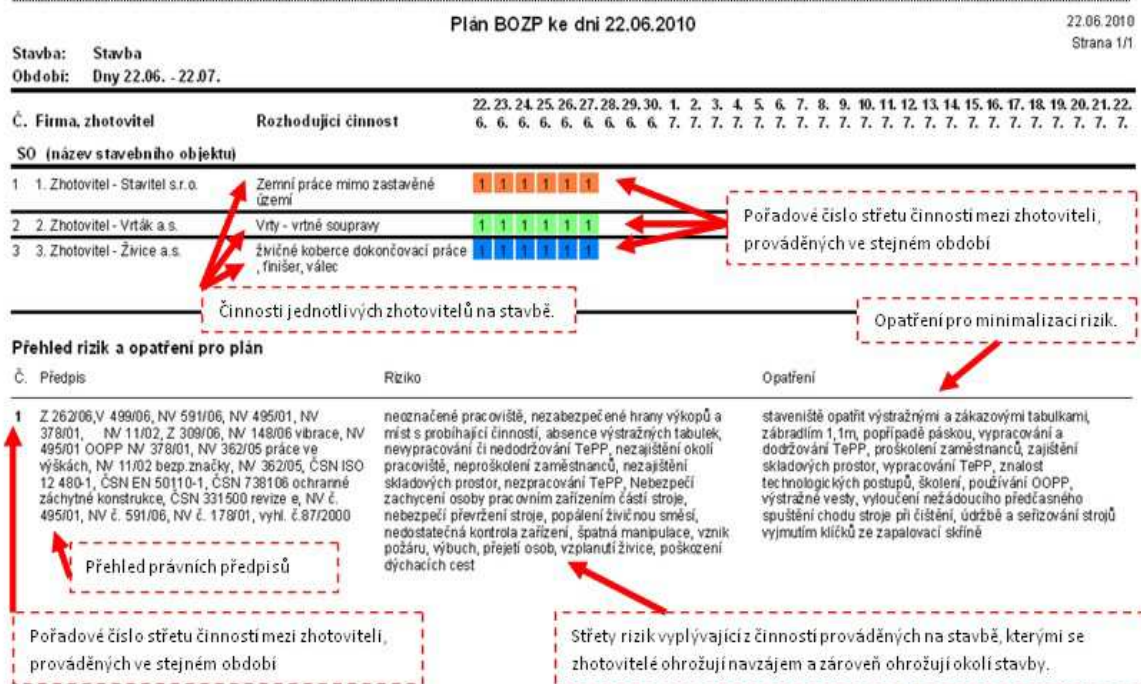 Plán BOZP ke dni 22.06.2010
22.06.2010
Strana 1/1
Stavba: Stavba
Období: Dny 22.06. - 22.07.
22. 23. 24. 25. 26. 27. 28. 29. 30. 1. 2. 3. 4. 5. 6. 7. 8. 9. 10. 11. 12. 13. 14. 15. 16. 17. 18. 19. 20. 21. 22.
Č. Firma, zhotovitel Rozhodující činnost 6. 6. 6. 6. 6. 6. 6. 6. 6. 7. 7. 7. 7. 7. 7. 7. 7. 7. 7. 7. 7. 7. 7. 7. 7. 7. 7. 7. 7. 7. 7.
SO (název stavebního objektu)
1 1. Zhotovitel - Stavitel s.r.o. Zemní práce mimo zastavěné 1 1 1 1 1 1
území
2 2. Zhotovitel - Vrták a.s. Vrty - vrtné soupravy 1 1 1 1 1 1
3 3. Zhotovitel - Živice a.s. živičné koberce dokončovací práce 1 1 1 1 1 1
, finišer, válec
Pořadové číslo střetu činností mezi zhotoviteli,
prováděných ve stejném období
Činnosti jednotlivých zhotovitelů na stavbě.
Opatření pro minimalizaci rizik.
Přehled rizik a opatření pro plán
Č. Předpis Riziko Opatření
1 Z 262/06,V 499/06, NV 591/06, NV 495/01, NV
378/01, NV 11/02, Z 309/06, NV 148/06 vibrace, NV
495/01 OOPP NV 378/01, NV 362/05 práce ve
výškách, NV 11/02 bezp.značky, NV 362/05, ČSN ISO
12 480-1, ČSN EN 50110-1, ČSN 738106 ochranné
záchytné konstrukce, ČSN 331500 revize e, NV č.
495/01, NV č. 591/06, NV č. 178/01, vyhl. č.87/2000
neoznačené pracoviště, nezabezpečené hrany výkopů a
míst s probíhající činností, absence výstražných tabulek,
nevypracování či nedodržování TePP, nezajištění okolí
pracoviště, neproškolení zaměstnanců, nezajištění
skladových prostor, nezpracování TePP, Nebezpečí
zachycení osoby pracovním zařízením částí stroje,
nebezpečí převržení stroje, popálení živičnou směsí,
nedostatečná kontrola zařízení, špatná manipulace, vznik
požáru, výbuch, přejetí osob, vzplanutí živice, poškození
dýchacích cest
staveniště opatřit výstražnými a zákazovými tabulkami,
zábradlím 1,1m, popřípadě páskou, vypracování a
dodržování TePP, proškolení zaměstnanců, zajištění
skladových prostor, vypracování TePP, znalost
technologických postupů, školení, používání OOPP,
výstražné vesty, vyloučení nežádoucího předčasného
spuštění chodu stroje při čištění, údržbě a seřizování strojů
vyjmutím klíčků ze zapalovací skříně
Přehled právních předpisů
Pořadové číslo střetu činností mezi zhotoviteli,
prováděných ve stejném období
Střety rizik vyplývající z činností prováděných na stavbě, kterými se
zhotovitelé ohrožují navzájem a zároveň ohrožují okolí stavby.